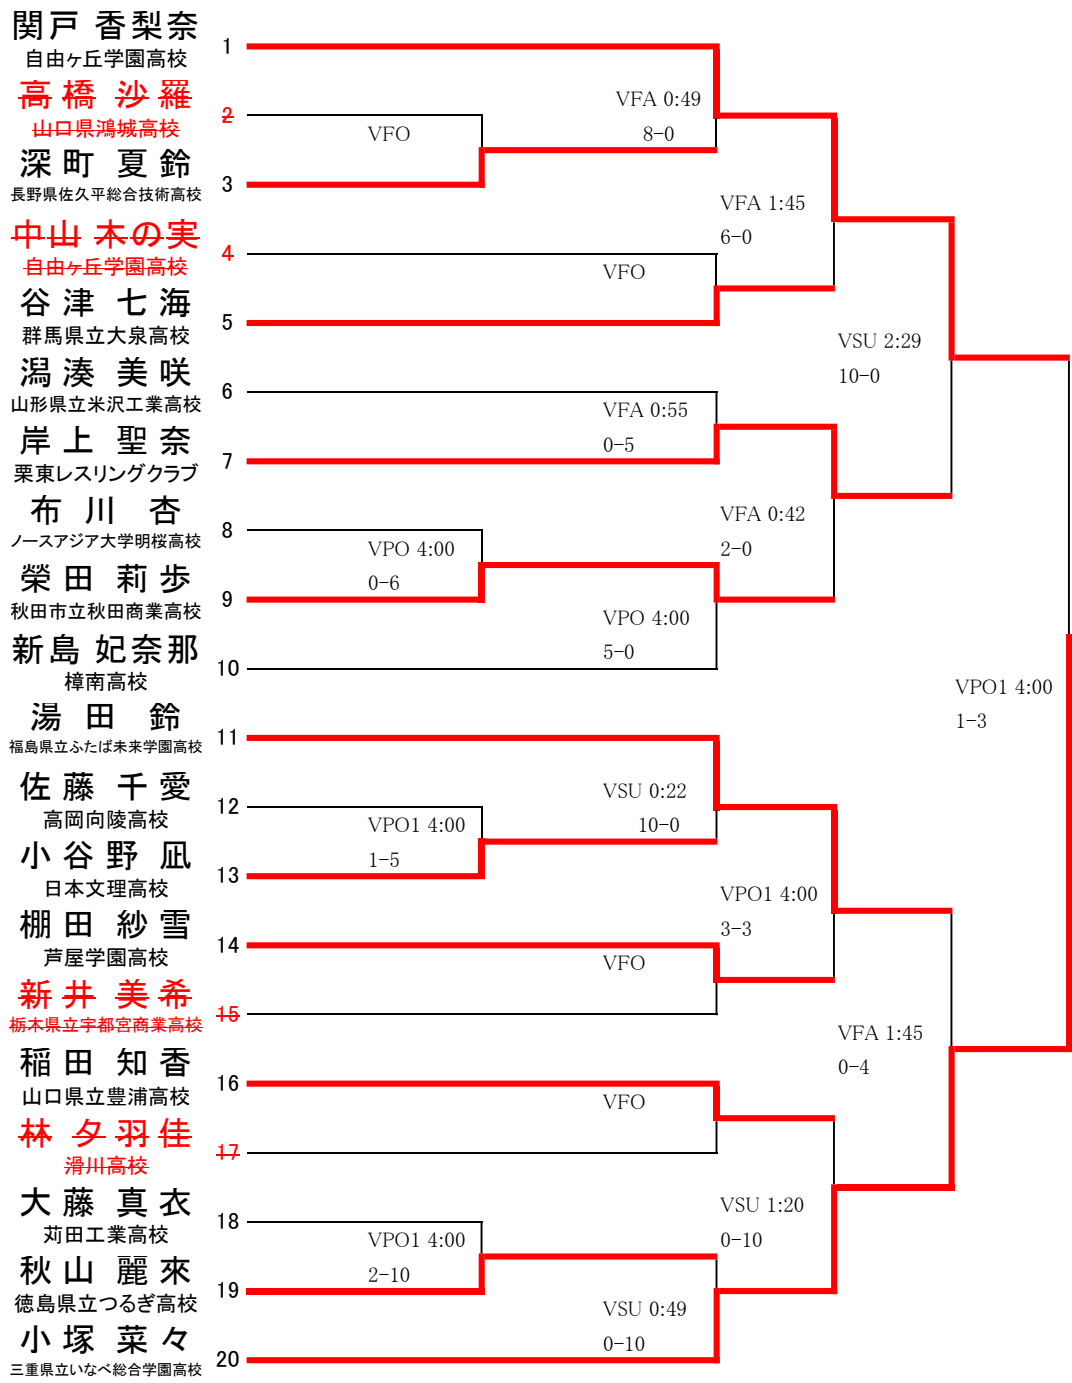 関戸 香梨奈
自由ヶ丘学園高校
1
高橋 沙羅
山口県鴻城高校
2
深町 夏鈴
長野県佐久平総合技術高校
3
中山 木の実
自由ヶ丘学園高校
4
谷津 七海
群馬県立大泉高校
5
潟湊 美咲
山形県立米沢工業高校
6
岸上 聖奈
栗東レスリングクラブ
7
布川 杏
ノースアジア大学明桜高校
8
榮田 莉歩
秋田市立秋田商業高校
9
新島 妃奈那
樟南高校
10
湯田 鈴
福島県立ふたば未来学園高校
11
佐藤 千愛
高岡向陵高校
12
小谷野 凪
日本文理高校
13
棚田 紗雪
芦屋学園高校
14
新井 美希
栃木県立宇都宮商業高校
15
稲田 知香
山口県立豊浦高校
16
林 夕羽佳
滑川高校
17
大藤 真衣
苅田工業高校
18
秋山 麗來
徳島県立つるぎ高校
19
小塚 菜々
三重県立いなべ総合学園高校
20
VFO
VPO 4:00
0-6
VPO1 4:00
1-5
VPO1 4:00
2-10
VFA 0:49
8-0
VFO
VFA 0:55
0-5
VPO 4:00
5-0
VSU 0:22
10-0
VFO
VFO
VSU 0:49
0-10
VFA 1:45
6-0
VFA 0:42
2-0
VPO1 4:00
3-3
VSU 1:20
0-10
VSU 2:29
10-0
VFA 1:45
0-4
VPO1 4:00
1-3